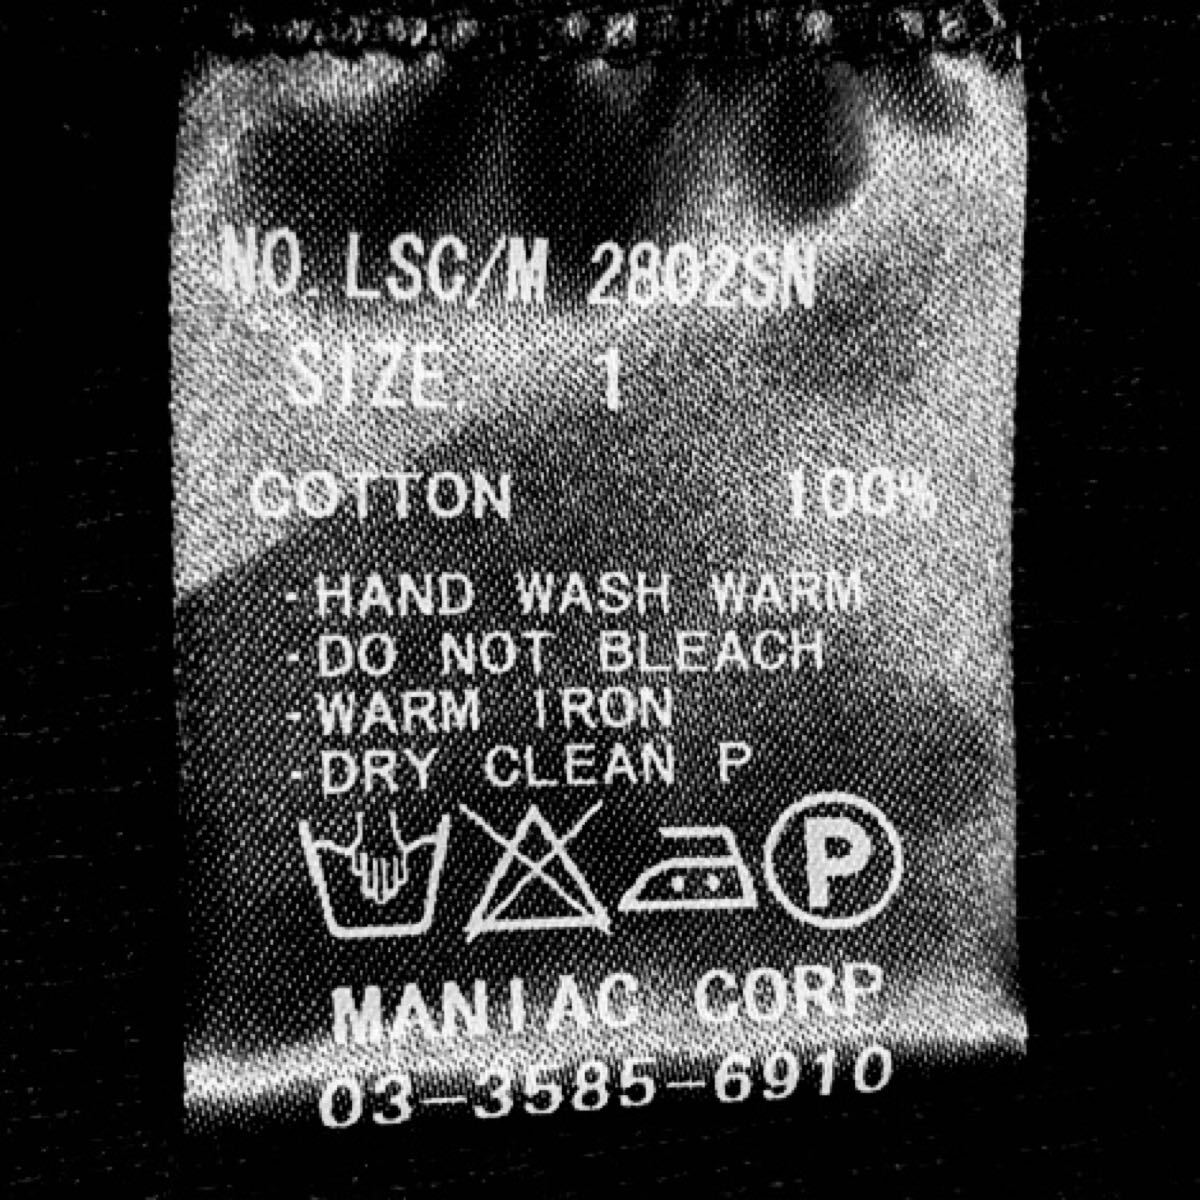 NO. LSC/M 2802SN
SIZE. 1
COTTON 100%
-HAND WASH WARM
-DO NOT BLEACH
-WARM IRON
-DRY CLEAN P
P
MANIAC CORP
03-3585-6910